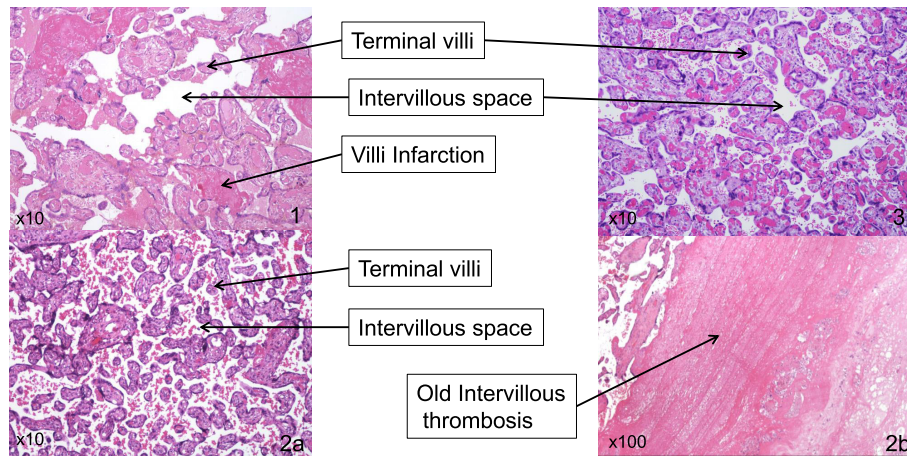 Terminal villi
Intervillous space
Villi Infarction
x10
1
x10
3
Terminal villi
Intervillous space
Old Intervillous
thrombosis
x10
2a
x100
2b